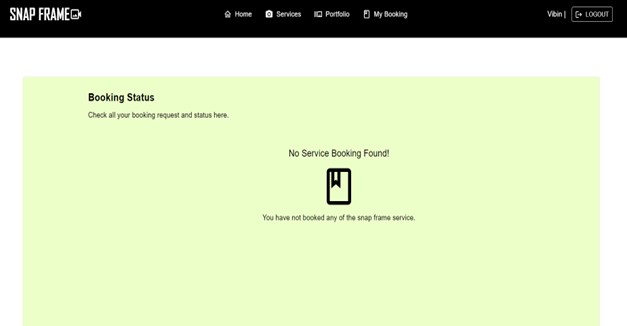 SNAP FRAME
Home Services Portfolio My Booking
Vibin | LOGOUT
Booking Status
Check all your booking request and status here.
No Service Booking Found!
You have not booked any of the snap frame service.